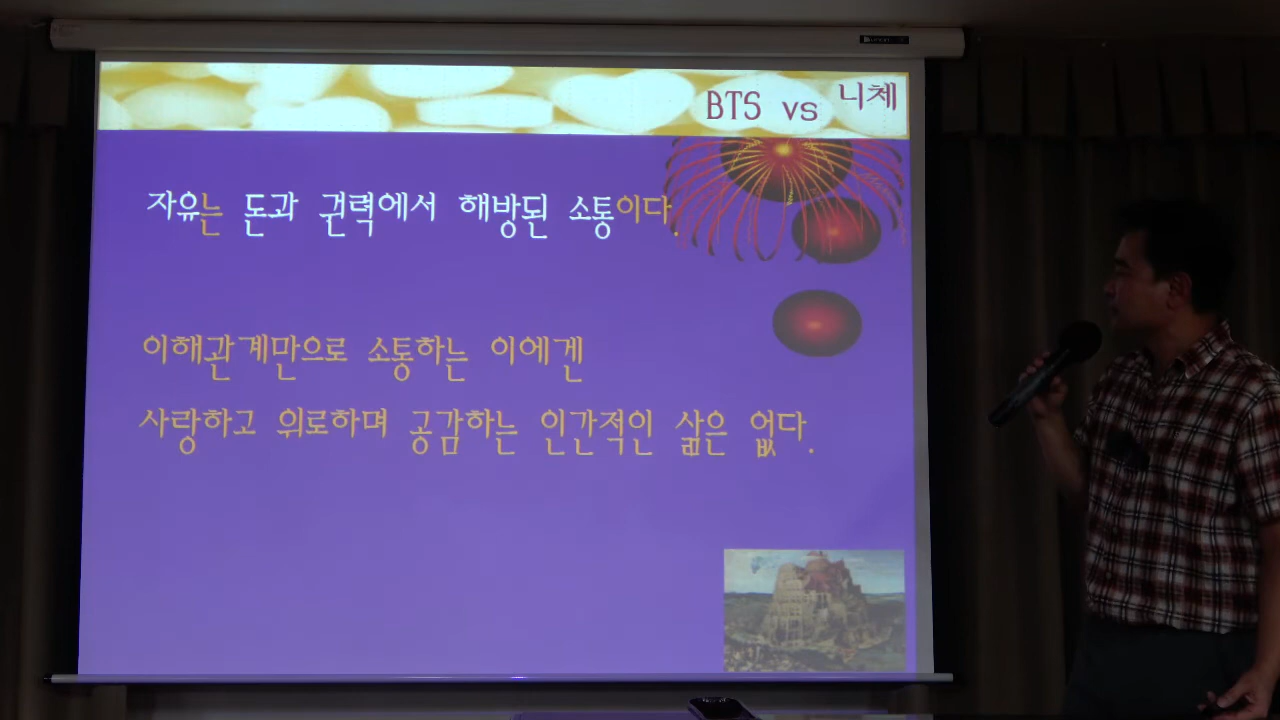 BTS vs 니체
자유는 돈과 권력에서 해방된 소통이다.
이해관계만으로 소통하는 이에겐
사랑하고 위로하며 공감하는 인간적인 삶은 없다.